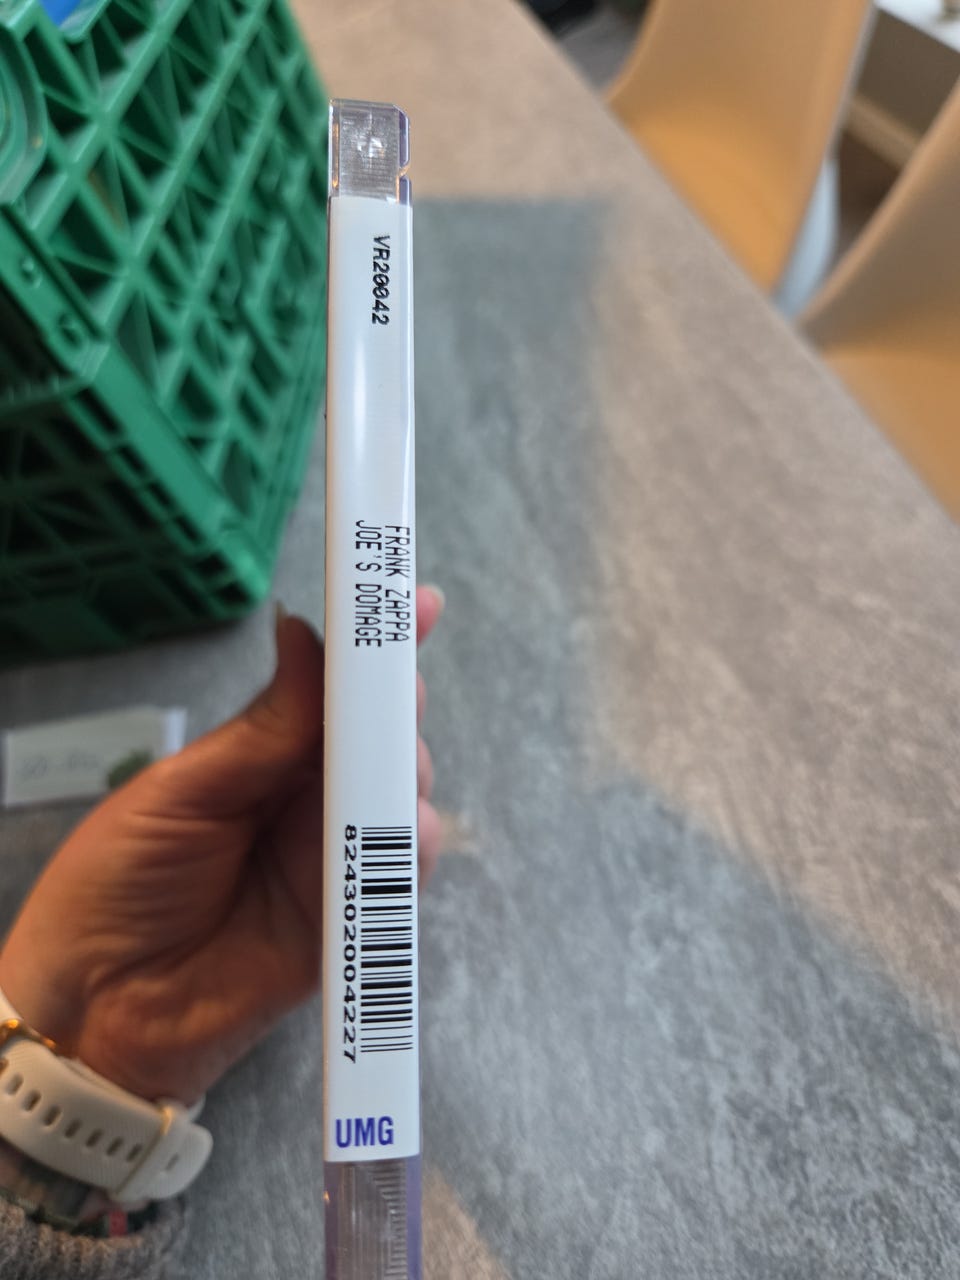 VR20042
FRANK ZAPPA
JOE'S DOMAGE
824302004227
UMG